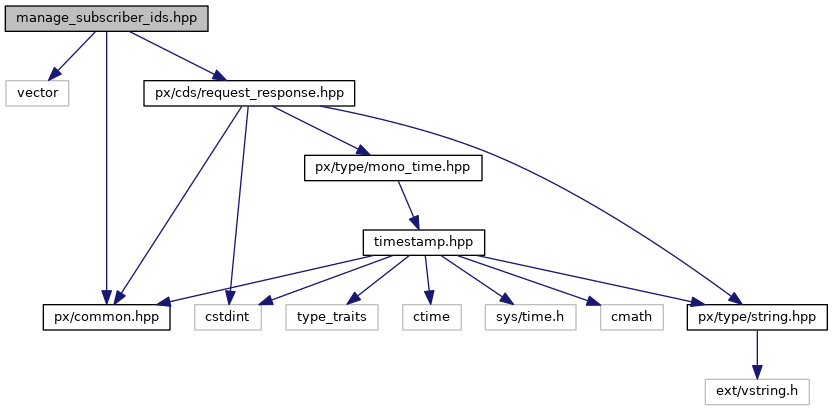 manage_subscriber_ids.hpp
vector
px/cds/request_response.hpp
px/type/mono_time.hpp
timestamp.hpp
px/common.hpp
cstdint
type_traits
ctime
sys/time.h
cmath
px/type/string.hpp
ext/vstring.h